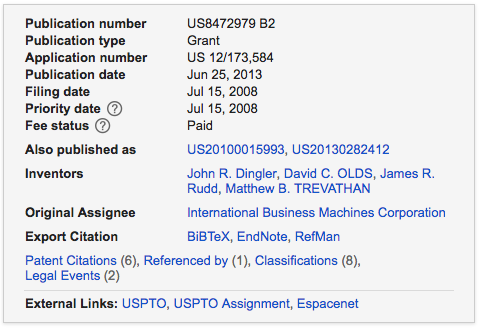 Publication number US8472979 B2
Publication type Grant
Application number US 12/173,584
Publication date Jun 25, 2013
Filing date Jul 15, 2008
Priority date ? Jul 15, 2008
Fee status ? Paid
Also published as US20100015993, US20130282412
Inventors John R. Dingler, David C. OLDS, James R.
Rudd, Matthew B. TREVATHAN
Original Assignee International Business Machines Corporation
Export Citation BiBTeX, EndNote, RefMan
Patent Citations (6), Referenced by (1), Classifications (8),
Legal Events (2)
External Links: USPTO, USPTO Assignment, Espacenet